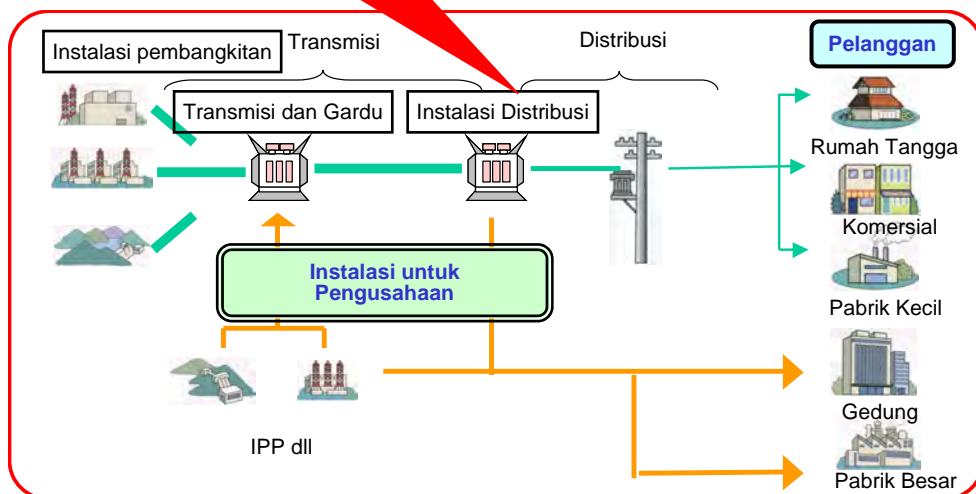 Transmisi
Distribusi
Pelanggan
Instalasi pembangkitan
Transmisi dan Gardu
Instalasi Distribusi
Rumah Tangga
Komersial
Instalasi untuk
Pengusahaan
Pabrik Kecil
Gedung
IPP dll
Pabrik Besar